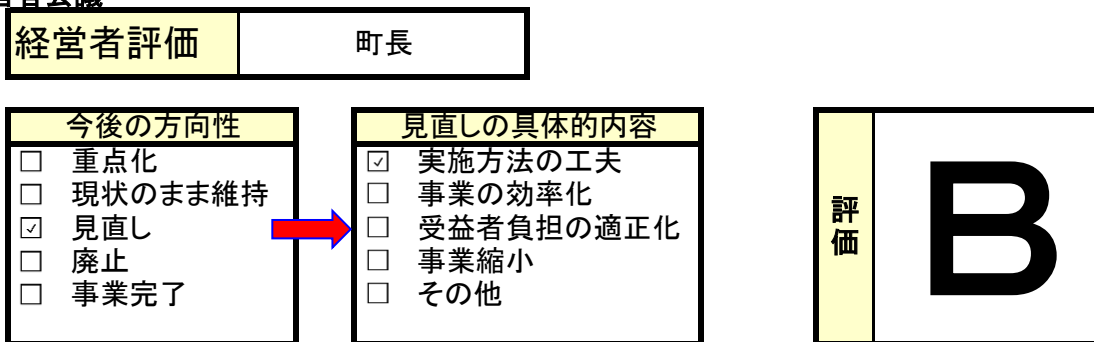 経営者評価 町長
今後の方向性
□ 重点化
□ 現状のまま維持
☑ 見直し
□ 廃止
□ 事業完了
見直しの具体的内容
☑ 実施方法の工夫
□ 事業の効率化
□ 受益者負担の適正化
□ 事業縮小
□ その他
評価
B